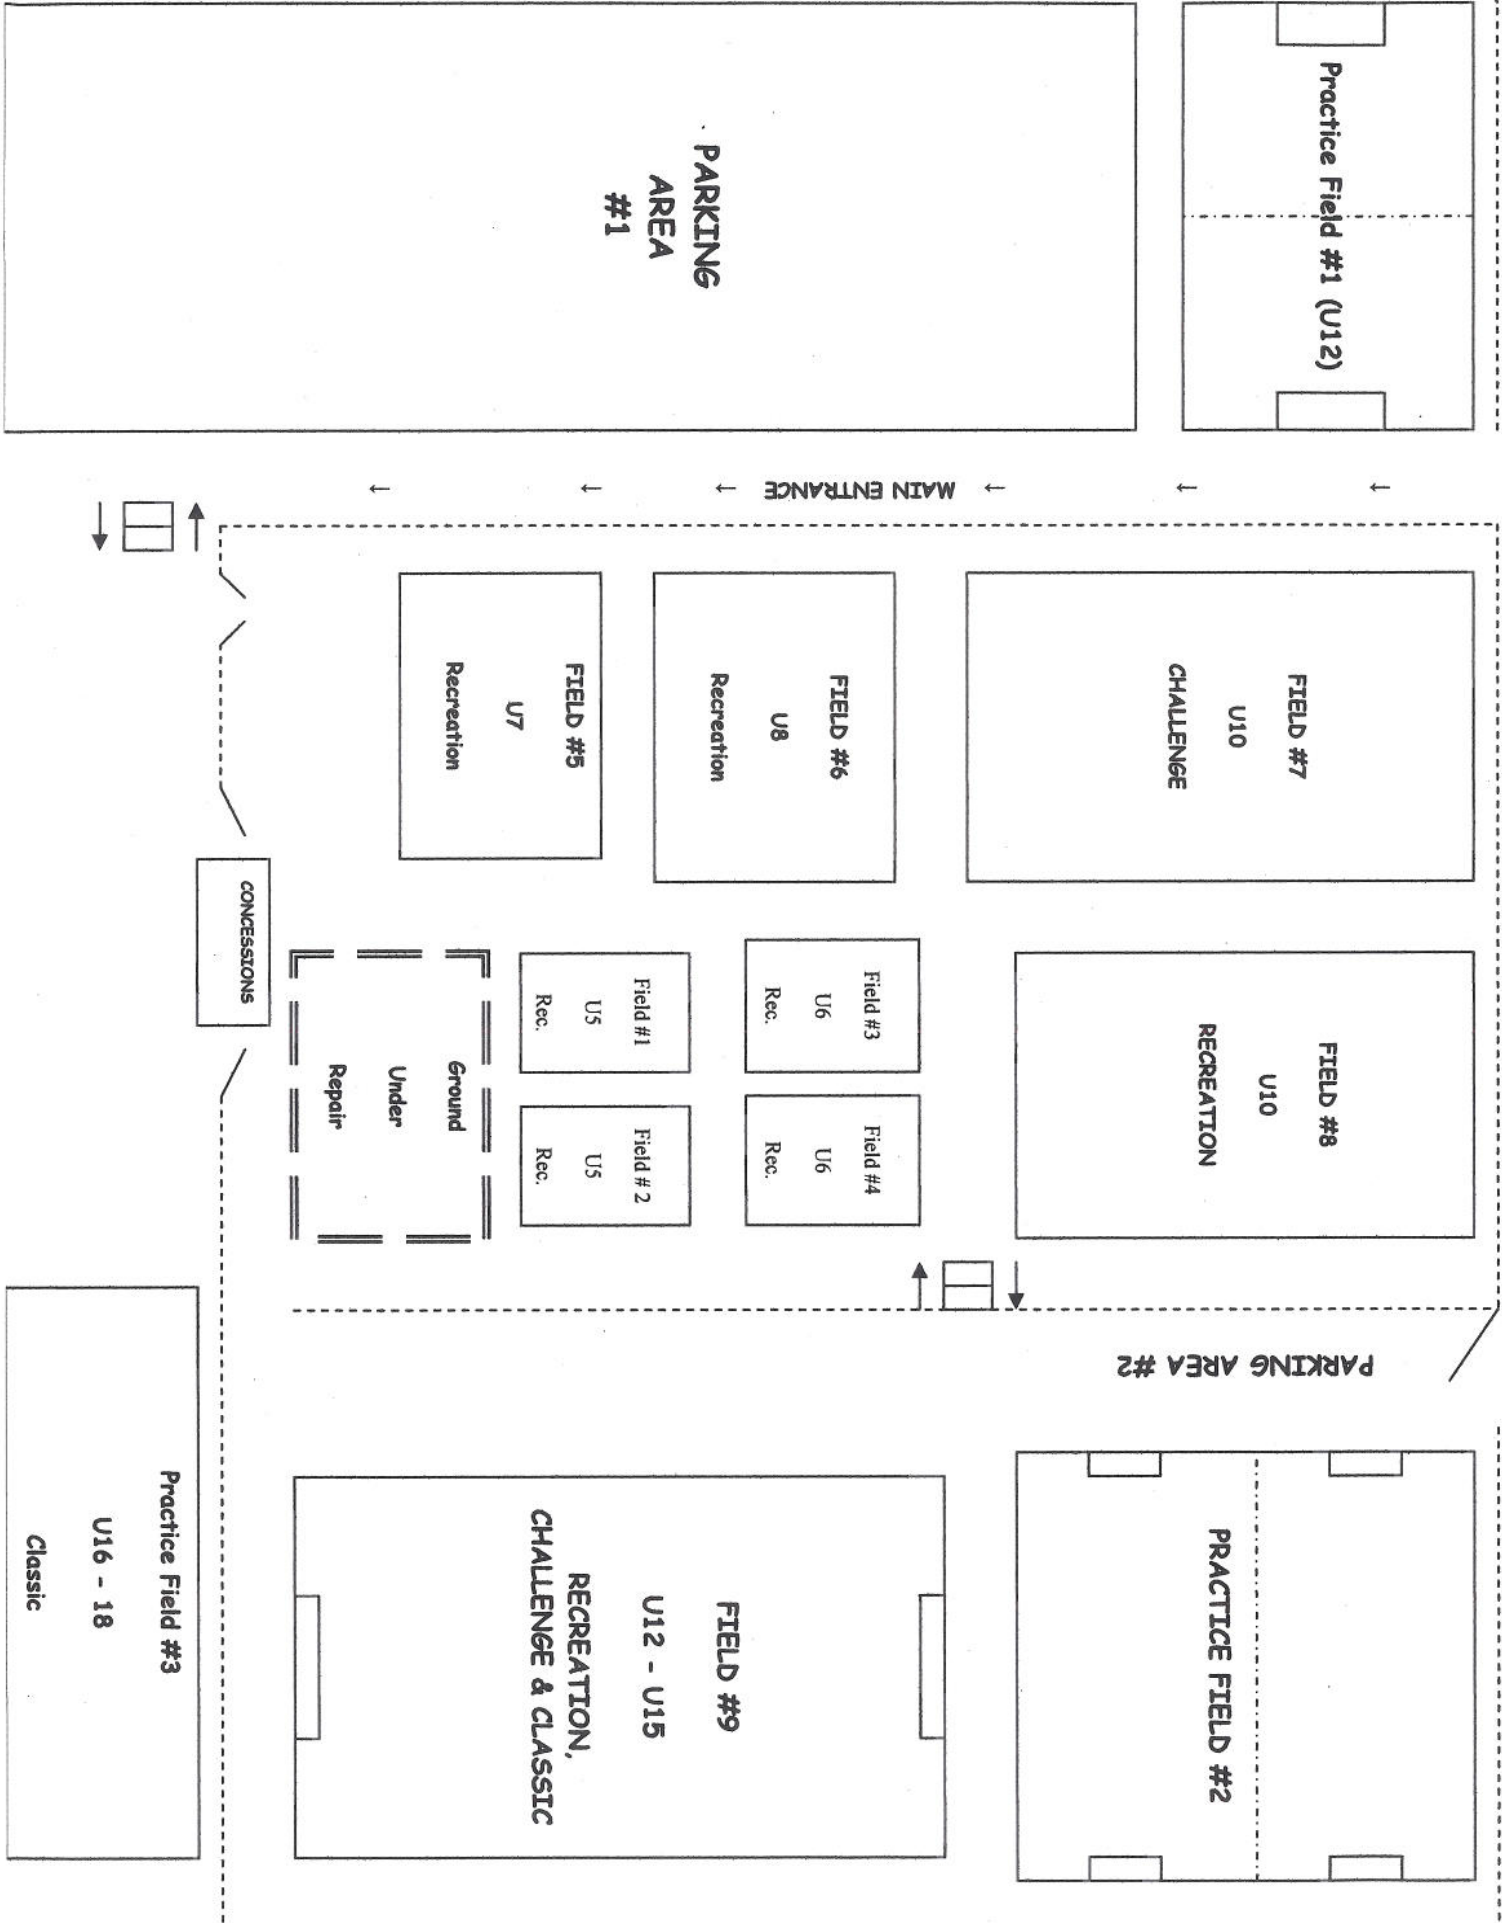 Practice Field #1 (U12)
PARKING
AREA
#1
MAIN ENTRANCE
FIELD #7
U10
CHALLENGE
FIELD #6
U8
Recreation
FIELD #5
U7
Recreation
FIELD #8
U10
RECREATION
Field #3
U6
Rec.
Field #4
U6
Rec.
Field #1
U5
Rec.
Field # 2
U5
Rec.
Ground
Under
Repair
CONCESSIONS
PARKING AREA #2
PRACTICE FIELD #2
FIELD #9
U12 - U15
RECREATION,
CHALLENGE & CLASSIC
Practice Field #3
U16 - 18
Classic